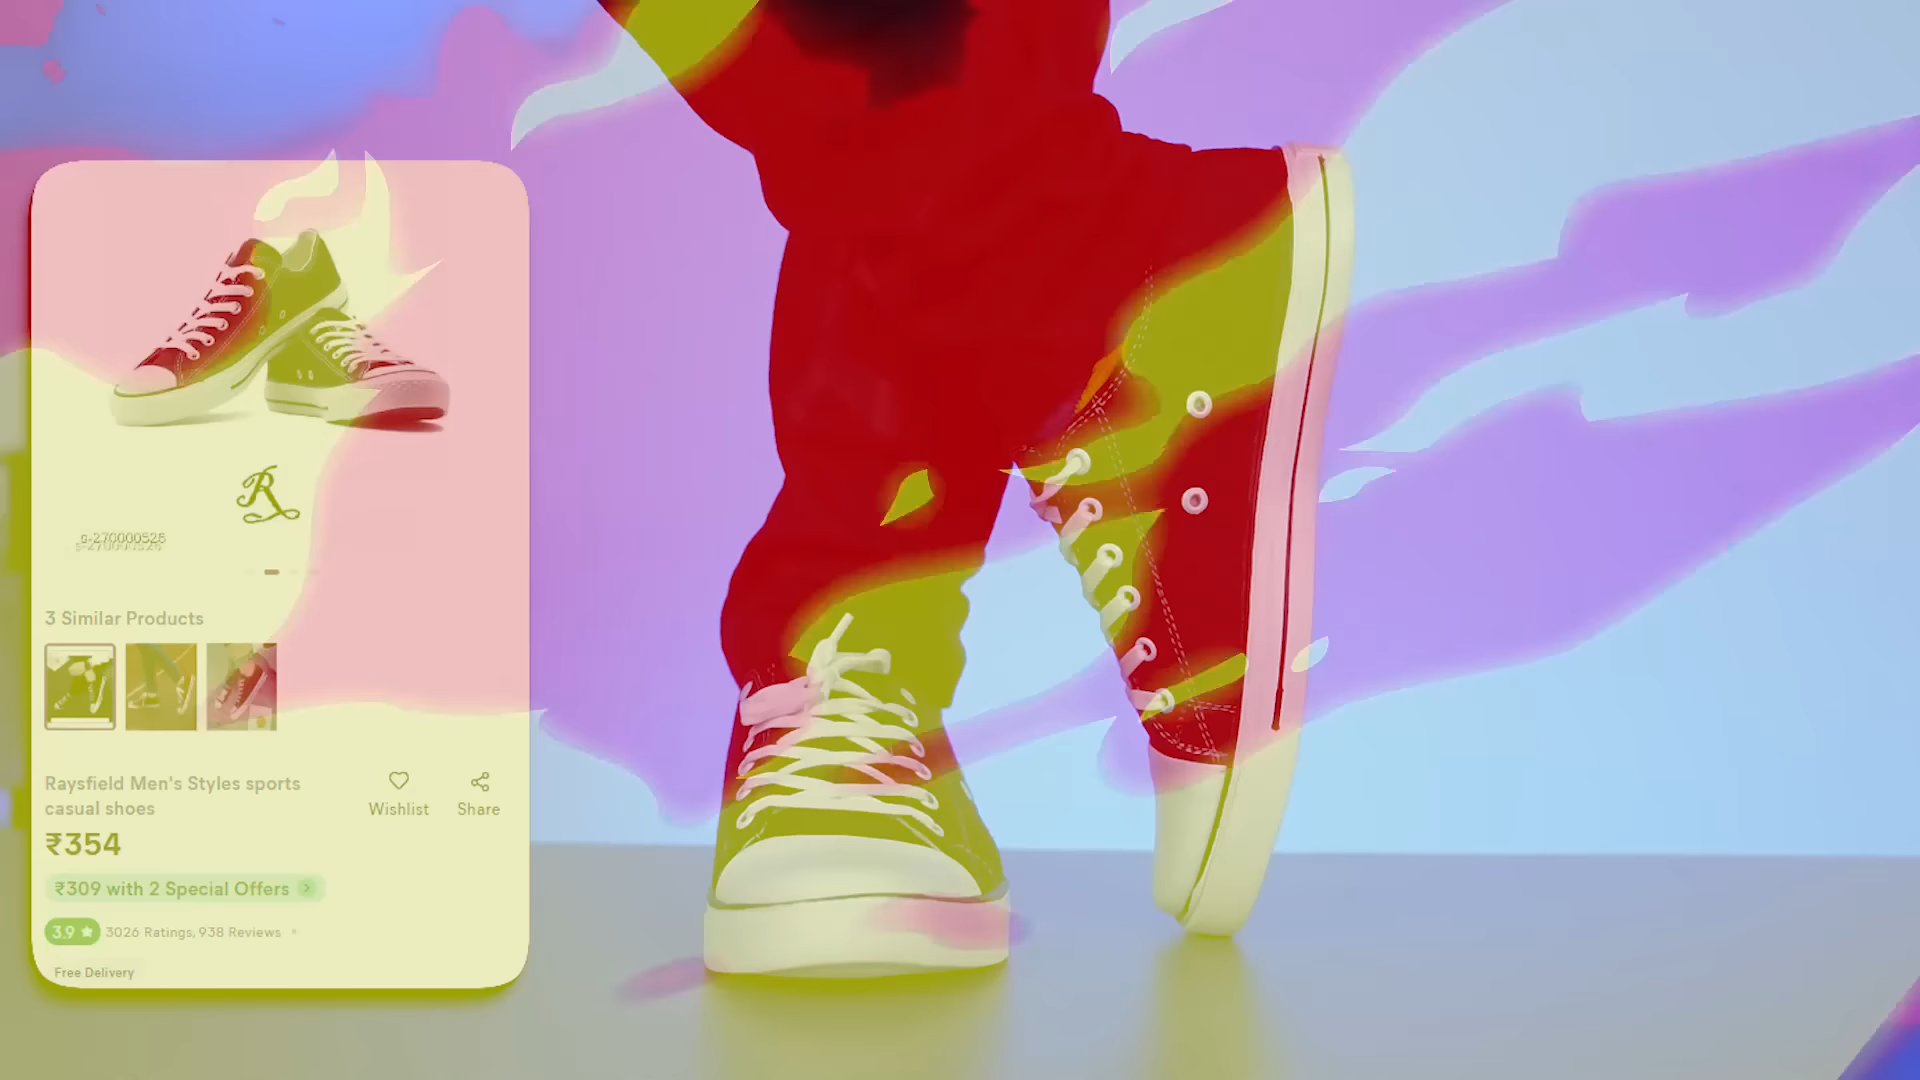 R
s-270000526
3 Similar Products
Raysfield Men's Styles sports
casual shoes
Wishlist
Share
₹354
₹309 with 2 Special Offers
3.9 ★ 3026 Ratings, 938 Reviews
Free Delivery